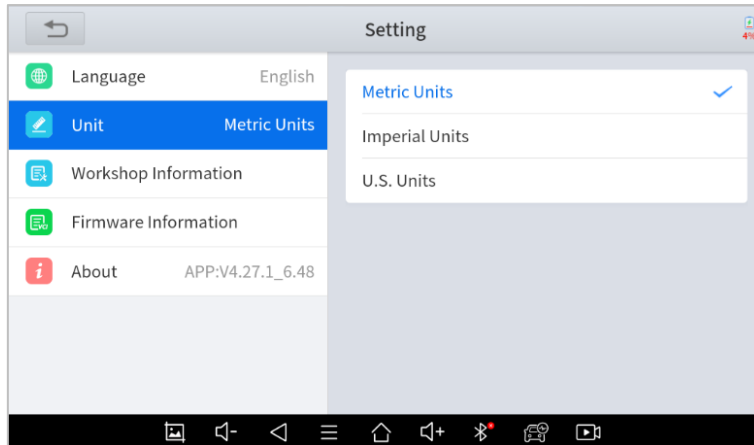 Setting
4%
Language English
Unit Metric Units
Workshop Information
Firmware Information
About APP:V4.27.1_6.48
Metric Units
Imperial Units
U.S. Units